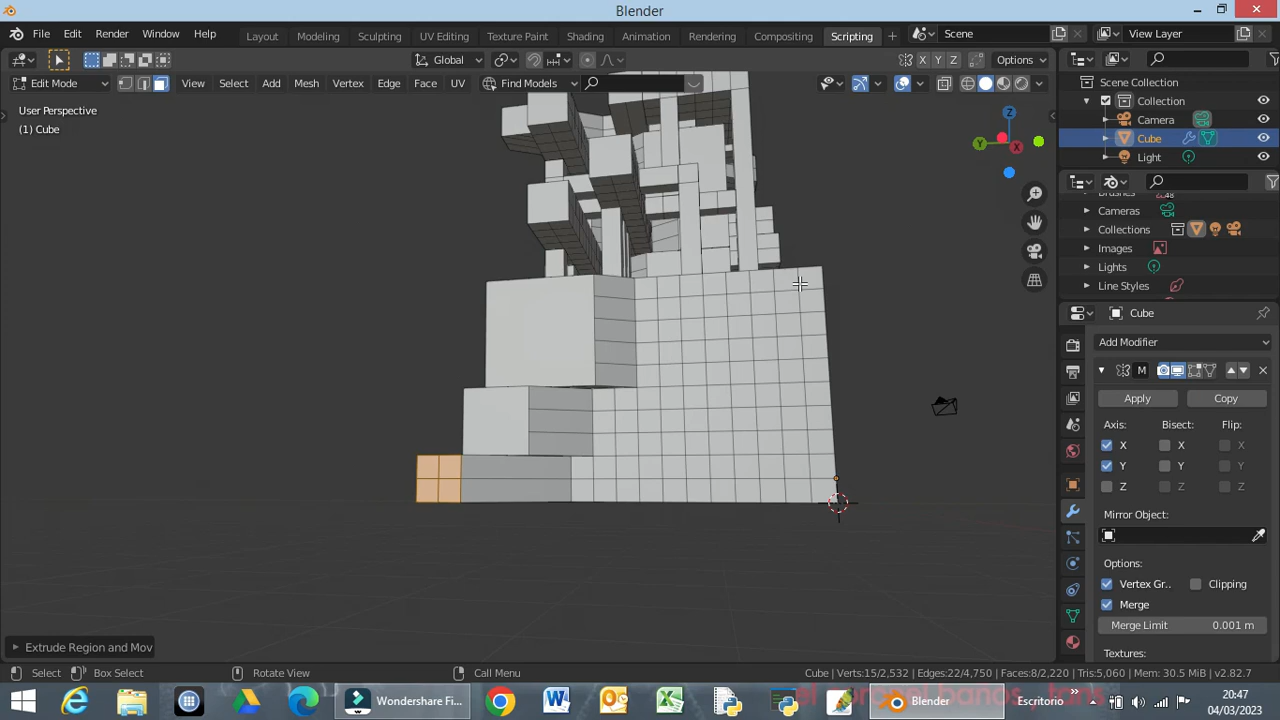 Blender
File Edit Render Window Help Layout Modeling Sculpting UV Editing Texture Paint Shading Animation Rendering Compositing Scripting + Scene View Layer
Global X Y Z Options
Edit Mode View Select Add Mesh Vertex Edge Face UV Find Models
User Perspective
(1) Cube
Scene Collection
Collection
Camera
Cube
Light
Cameras
Collections
Images
Lights
Line Styles
Cube
Add Modifier
M
Apply Copy
Axis: Bisect: Flip:
X X X
Y Y Y
Z Z Z
Mirror Object:
Options:
Vertex Gr.. Clipping
Merge
Merge Limit 0.001 m
Textures:
Extrude Region and Mov
Select Box Select Rotate View Call Menu Cube | Verts:15/2,532 | Edges:22/4,750 | Faces:8/2,220 | Tris:5,060 | Mem: 30.5 MiB | v2.82.7
Wondershare Fi... Blender Escritorio
20:47
04/03/2023